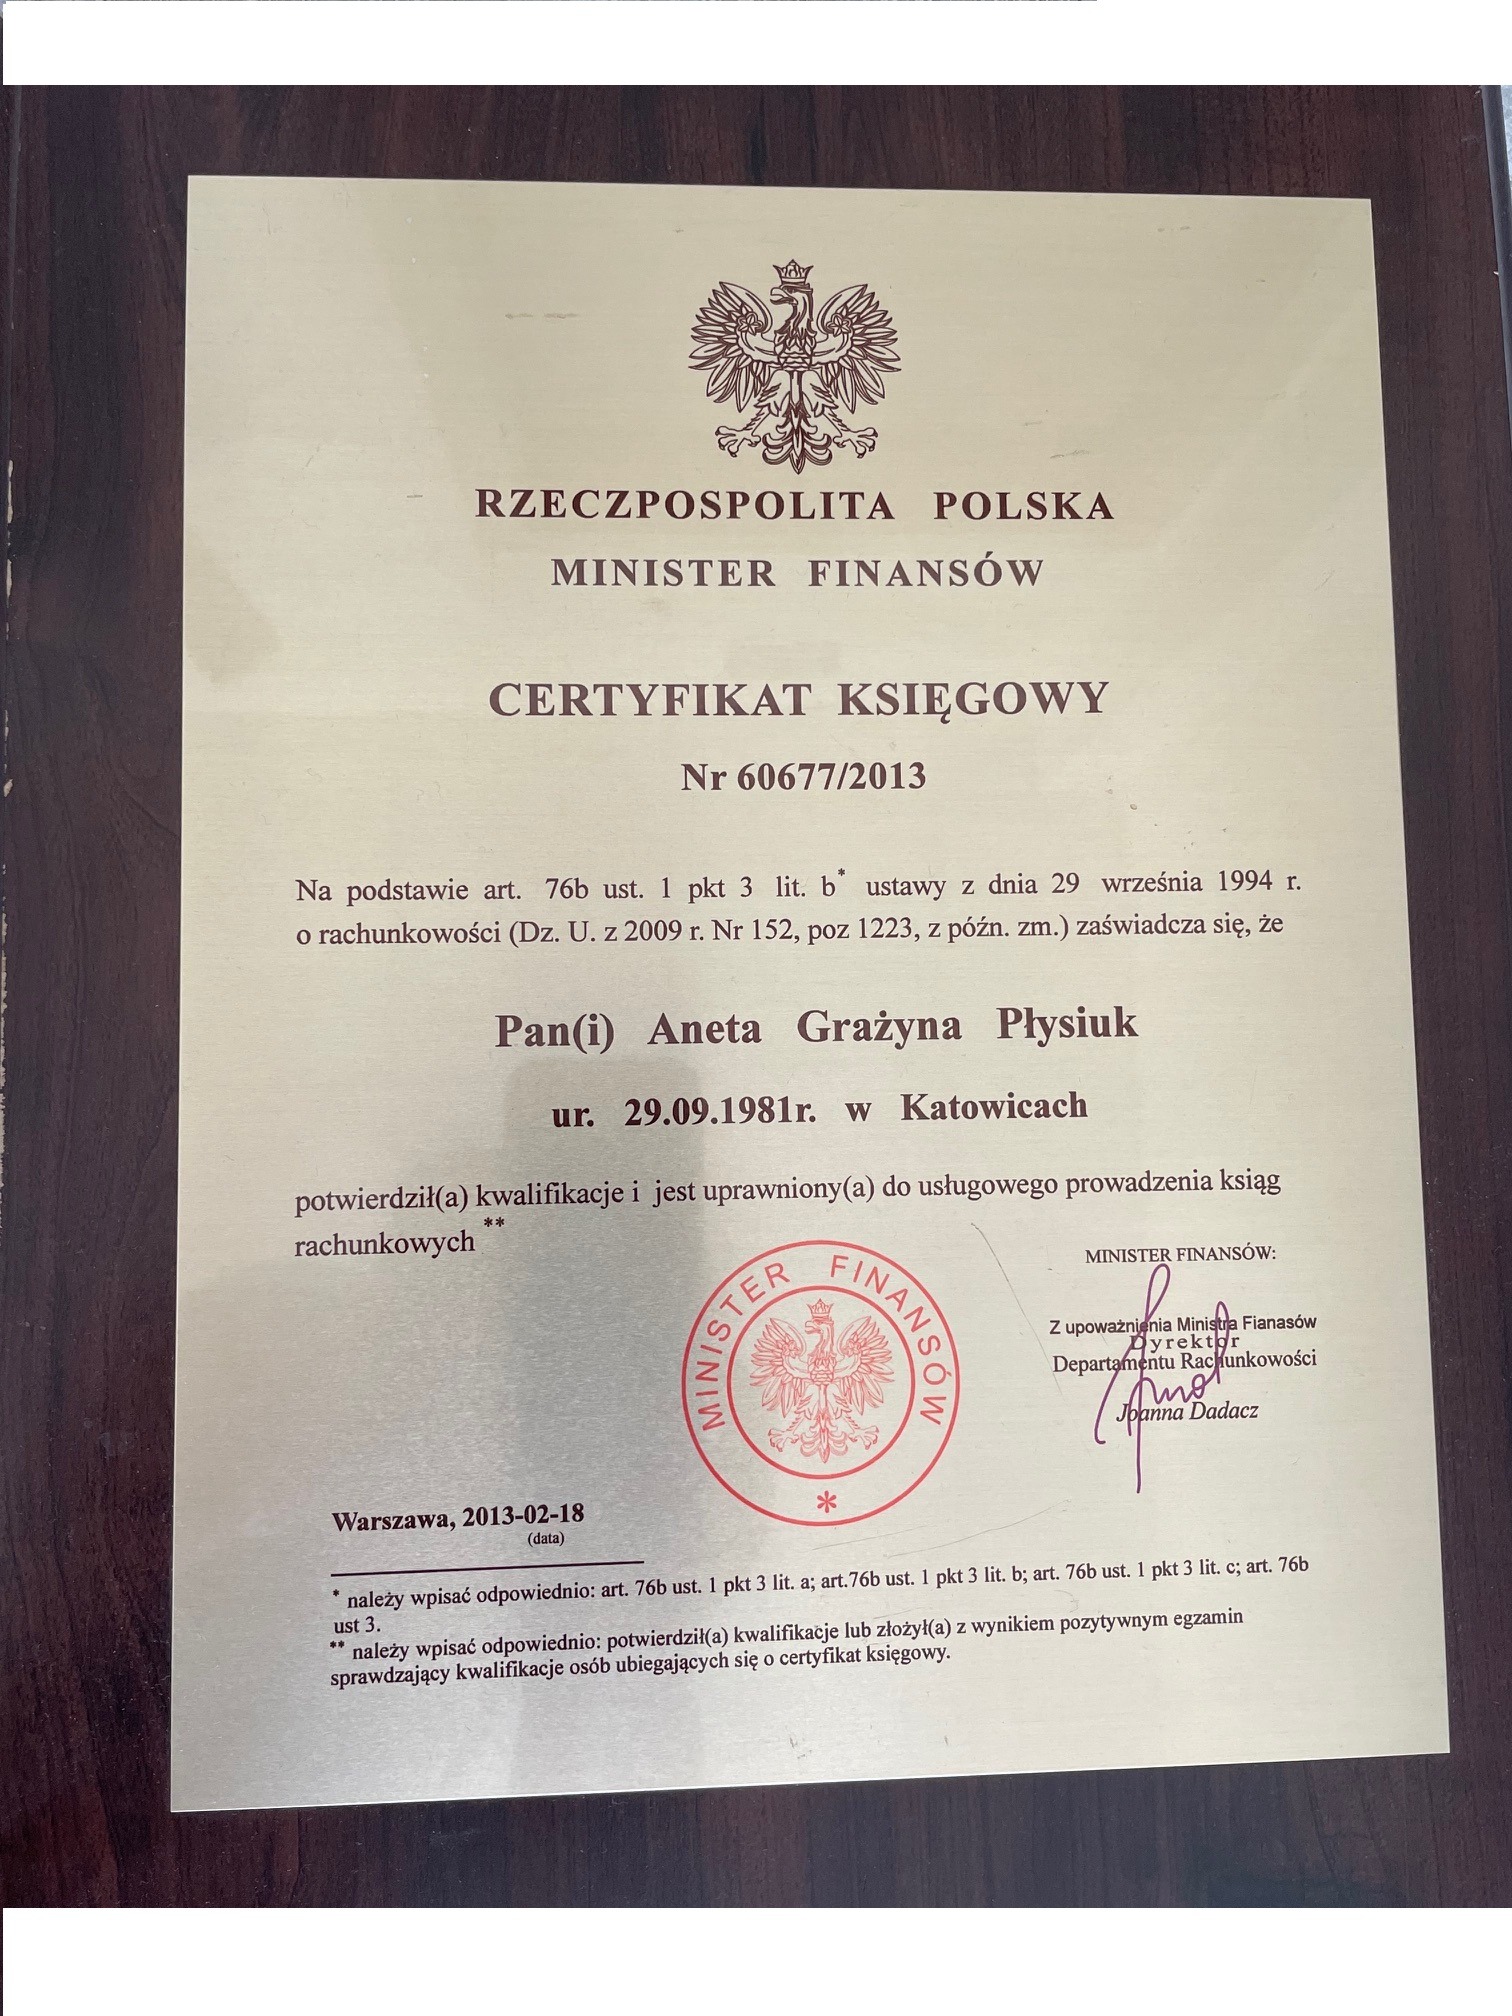 RZECZPOSPOLITA POLSKA
MINISTER FINANSÓW
CERTYFIKAT KSIĘGOWY
Nr 60677/2013
Na podstawie art. 76b ust. 1 pkt 3 lit. b* ustawy z dnia 29 września 1994 r.
o rachunkowości (Dz. U. z 2009 r. Nr 152, poz 1223, z późn. zm.) zaświadcza się, że
Pan(i) Aneta Grażyna Płysiuk
ur. 29.09.1981r. w Katowicach
potwierdził(a) kwalifikacje i jest uprawniony(a) do usługowego prowadzenia ksiąg
rachunkowych **
MINISTER FINANSÓW
*
MINISTER FINANSÓW:
Z upoważnienia Ministra Fianasów
Dyrektor
Departamentu Rachunkowości
Joanna Dadacz
Warszawa, 2013-02-18
(data)
* należy wpisać odpowiednio: art. 76b ust. 1 pkt 3 lit. a; art.76b ust. 1 pkt 3 lit. b; art. 76b ust. 1 pkt 3 lit. c; art. 76b
ust 3.
** należy wpisać odpowiednio: potwierdził(a) kwalifikacje lub złożył(a) z wynikiem pozytywnym egzamin
sprawdzający kwalifikacje osób ubiegających się o certyfikat księgowy.